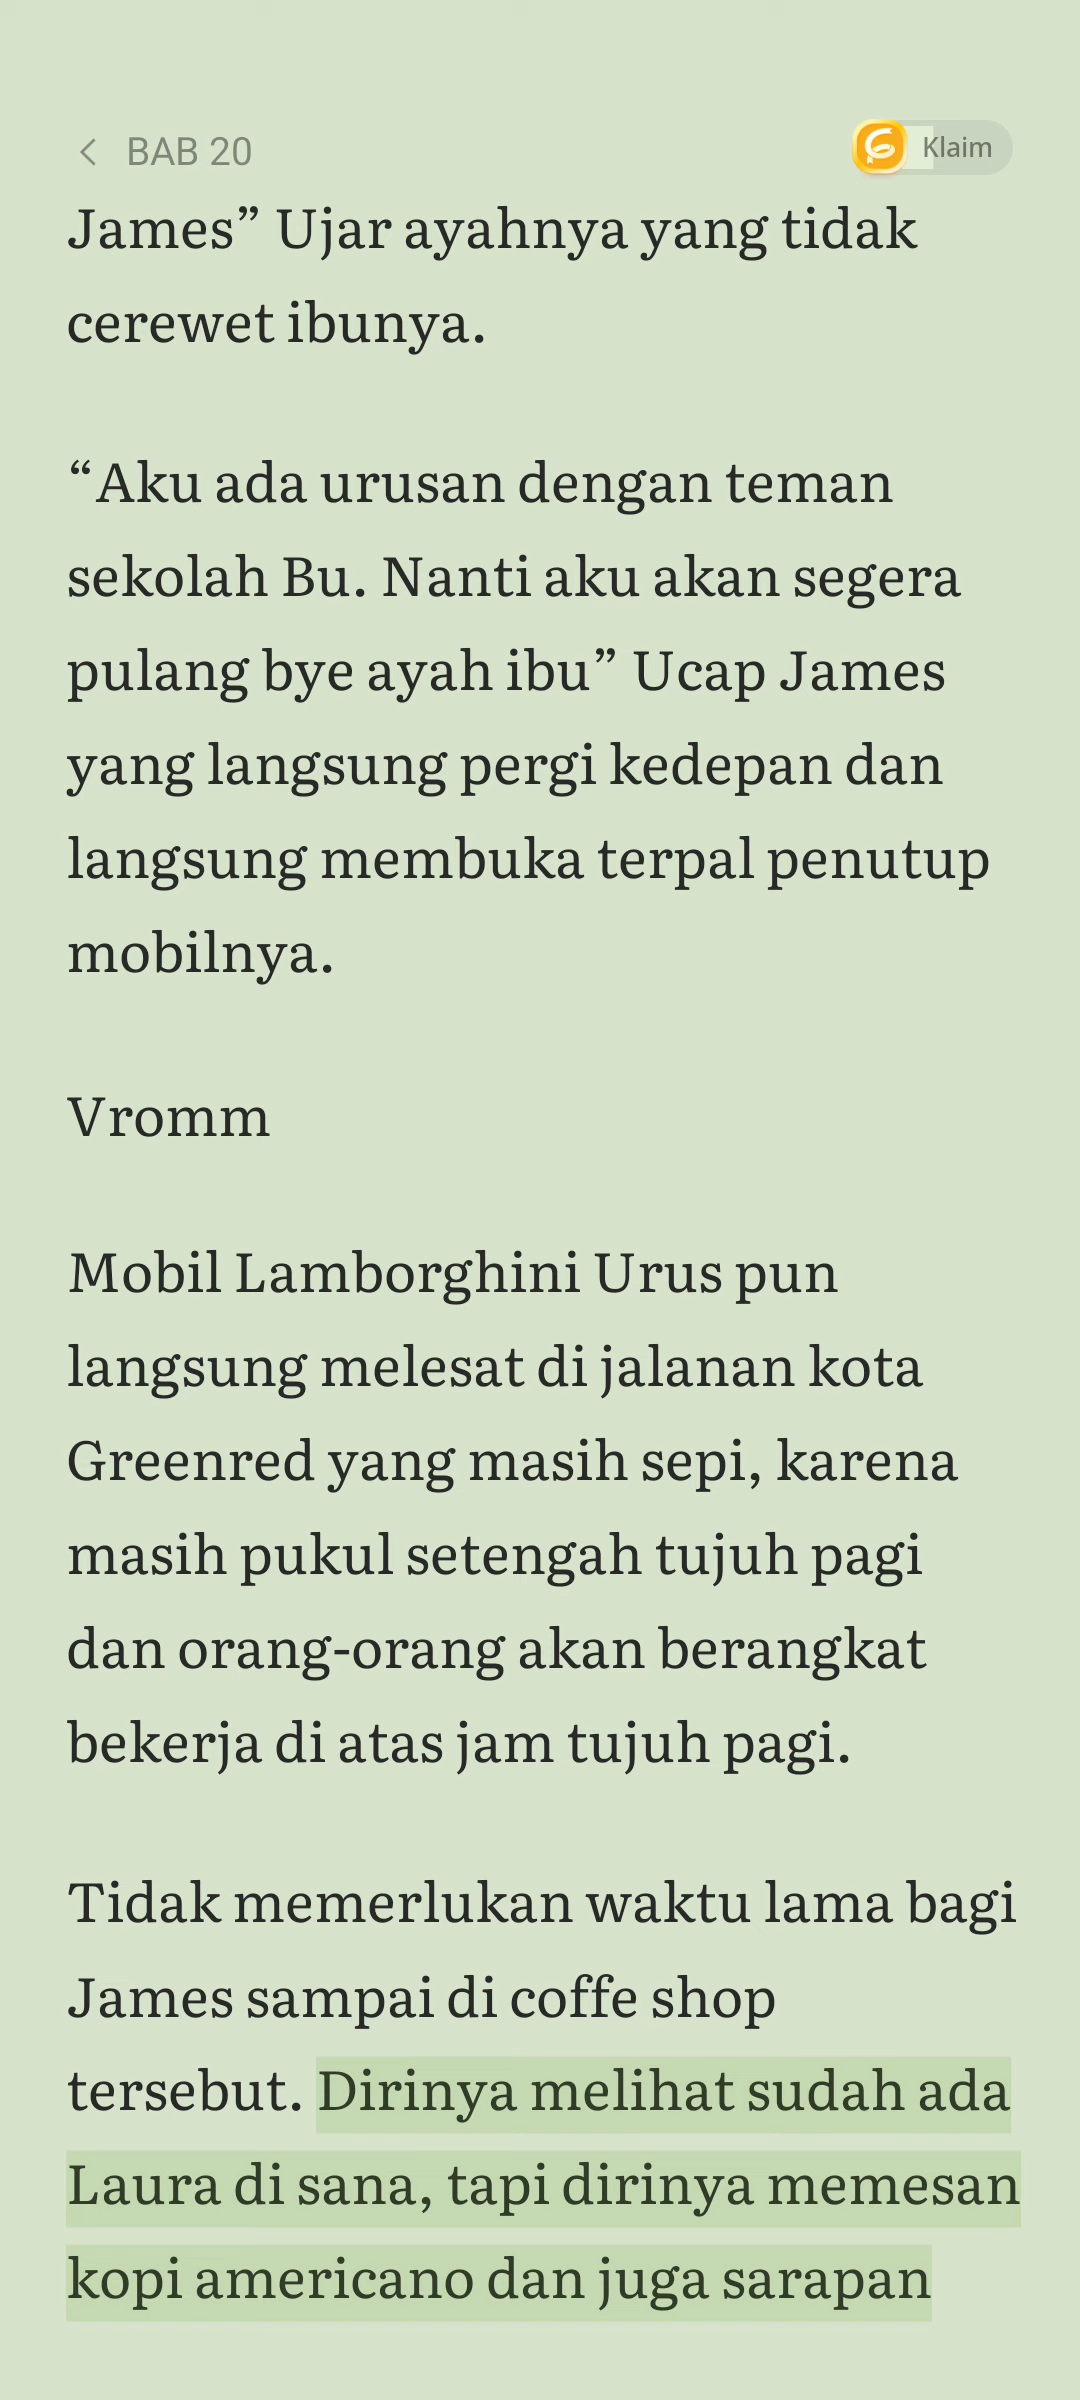 BAB 20
Klaim
James” Ujar ayahnya yang tidak
cerewet ibunya.
“Aku ada urusan dengan teman
sekolah Bu. Nanti aku akan segera
pulang bye ayah ibu” Ucap James
yang langsung pergi kedepan dan
langsung membuka terpal penutup
mobilnya.
Vromm
Mobil Lamborghini Urus pun
langsung melesat di jalanan kota
Greenred yang masih sepi, karena
masih pukul setengah tujuh pagi
dan orang-orang akan berangkat
bekerja di atas jam tujuh pagi.
Tidak memerlukan waktu lama bagi
James sampai di coffe shop
tersebut. Dirinya melihat sudah ada
Laura di sana, tapi dirinya memesan
kopi americano dan juga sarapan